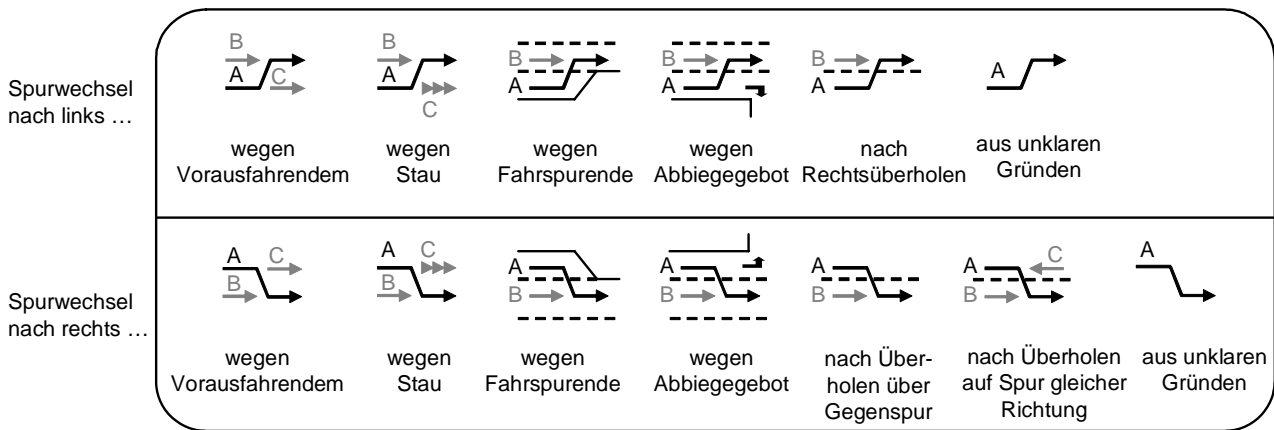 B
A
C
B
A
C
B
A
B
A
B
A
A
Spurwechsel
nach links …
wegen
Vorausfahrendem
wegen
Stau
wegen
Fahrspurende
wegen
Abbiegegebot
nach
Rechtsüberholen
aus unklaren
Gründen
A
C
B
A
C
B
A
B
A
B
A
B
A
C
B
A
Spurwechsel
nach rechts …
wegen
Vorausfahrendem
wegen
Stau
wegen
Fahrspurende
wegen
Abbiegegebot
nach Über-
holen über
Gegenspur
nach Überholen
auf Spur gleicher
Richtung
aus unklaren
Gründen